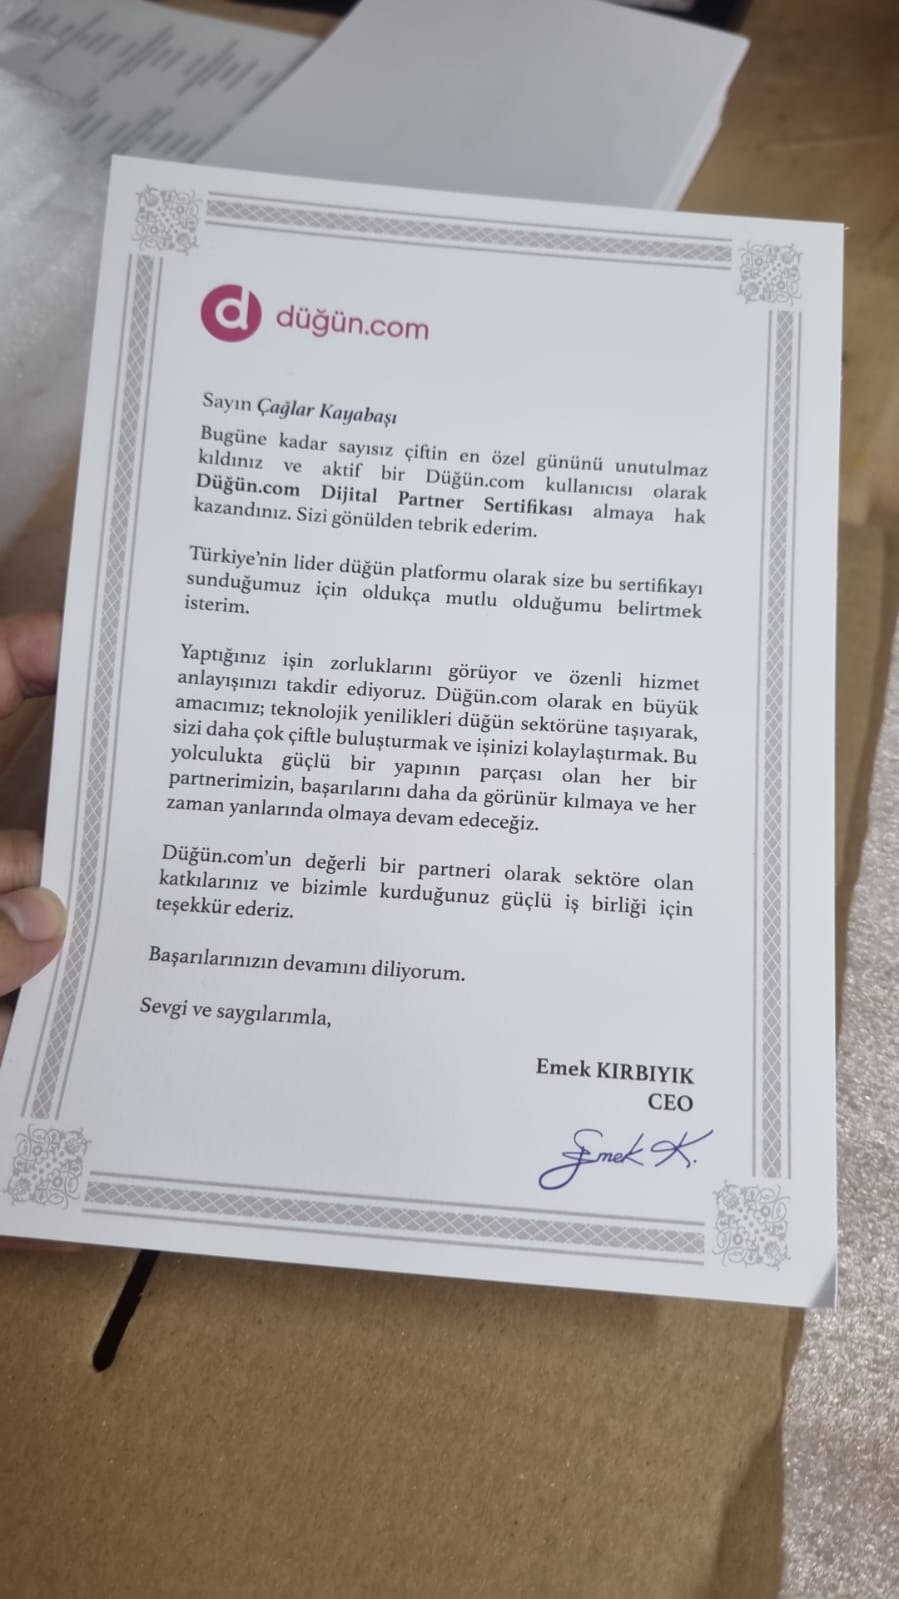 d düğün.com
Sayın Çağlar Kayabaşı
Bugüne kadar sayısız çiftin en özel gününü unutulmaz
kıldınız ve aktif bir Düğün.com kullanıcısı olarak
Düğün.com Dijital Partner Sertifikası almaya hak
kazandınız. Sizi gönülden tebrik ederim.
Türkiye'nin lider düğün platformu olarak size bu sertifikayı
sunduğumuz için oldukça mutlu olduğumu belirtmek
isterim.
Yaptığınız işin zorluklarını görüyor ve özenli hizmet
anlayışınızı takdir ediyoruz. Düğün.com olarak en büyük
amacımız; teknolojik yenilikleri düğün sektörüne taşıyarak,
sizi daha çok çiftle buluşturmak ve işinizi kolaylaştırmak. Bu
yolculukta güçlü bir yapının parçası olan her bir
partnerimizin, başarılarını daha da görünür kılmaya ve her
zaman yanlarında olmaya devam edeceğiz.
Düğün.com'un değerli bir partneri olarak sektöre olan
katkılarınız ve bizimle kurduğunuz güçlü iş birliği için
teşekkür ederiz.
Başarılarınızın devamını diliyorum.
Sevgi ve saygılarımla,
Emek KIRBIYIK
CEO
Emek K.